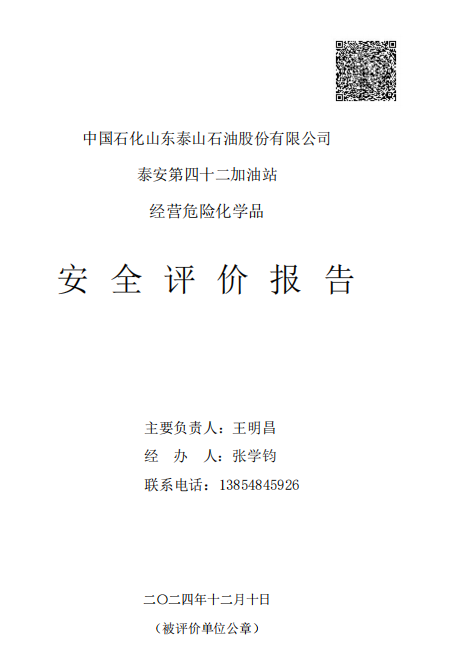 中国石化山东泰山石油股份有限公司
泰安第四十二加油站
经营危险化学品
安全评价报告
主要负责人：王明昌
经办人：张学钧
联系电话：13854845926
二〇二四年十二月十日
（被评价单位公章）